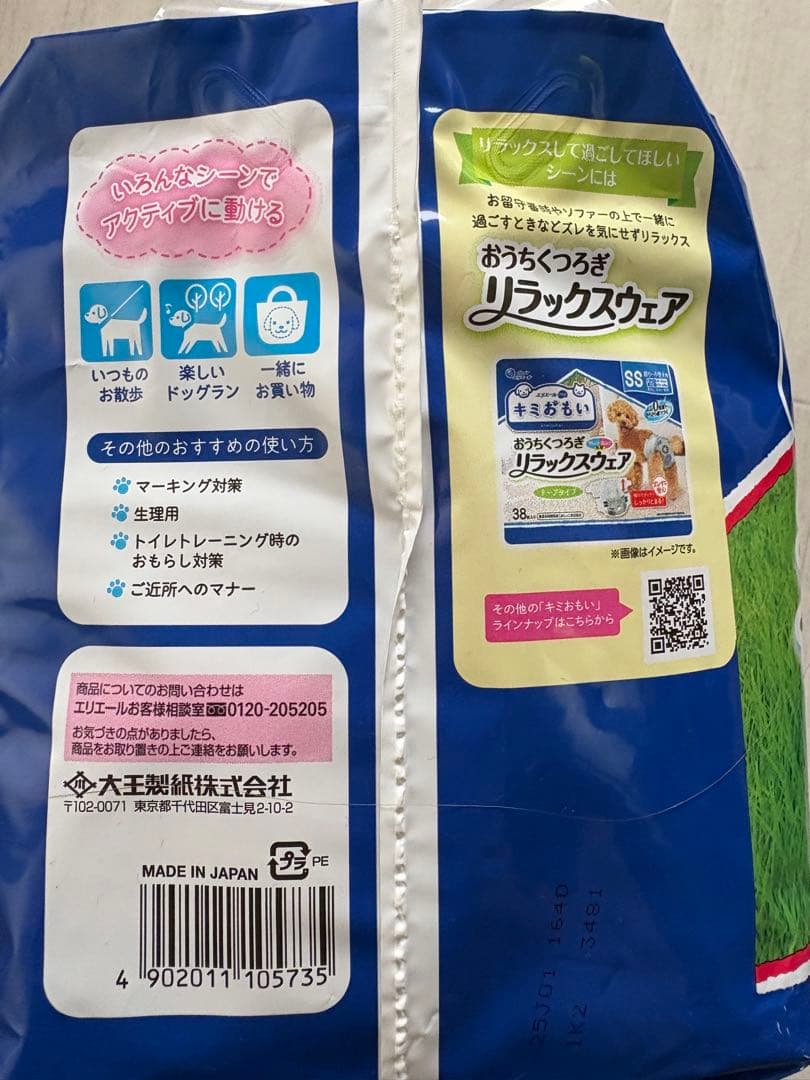 いろんなシーンで
アクティブに動ける
いつもの
お散歩
楽しい
ドッグラン
一緒に
お買い物
その他のおすすめの使い方
マーキング対策
生理用
トイレトレーニング時の
おもらし対策
ご近所へのマナー
商品についてのお問い合わせは
エリエールお客様相談室 0120-205205
お気づきの点がありましたら、
商品をお取り置きの上ご連絡をお願いします。
大王製紙株式会社
〒102-0071 東京都千代田区富士見2-10-2
MADE IN JAPAN
プラ
PE
4 902011 105735
リラックスして過ごしてほしい
シーンには
お留守番時やソファーの上で一緒に
過ごすときなどズレを気にせずリラックス
おうちくつろぎ
リラックスウェア
SS
キミおもい
おうちくつろぎ
リラックスウェア
テープタイプ
38
※画像はイメージです。
その他の「キミおもい」
ラインナップはこちらから
25J01 1640
1K2 3481